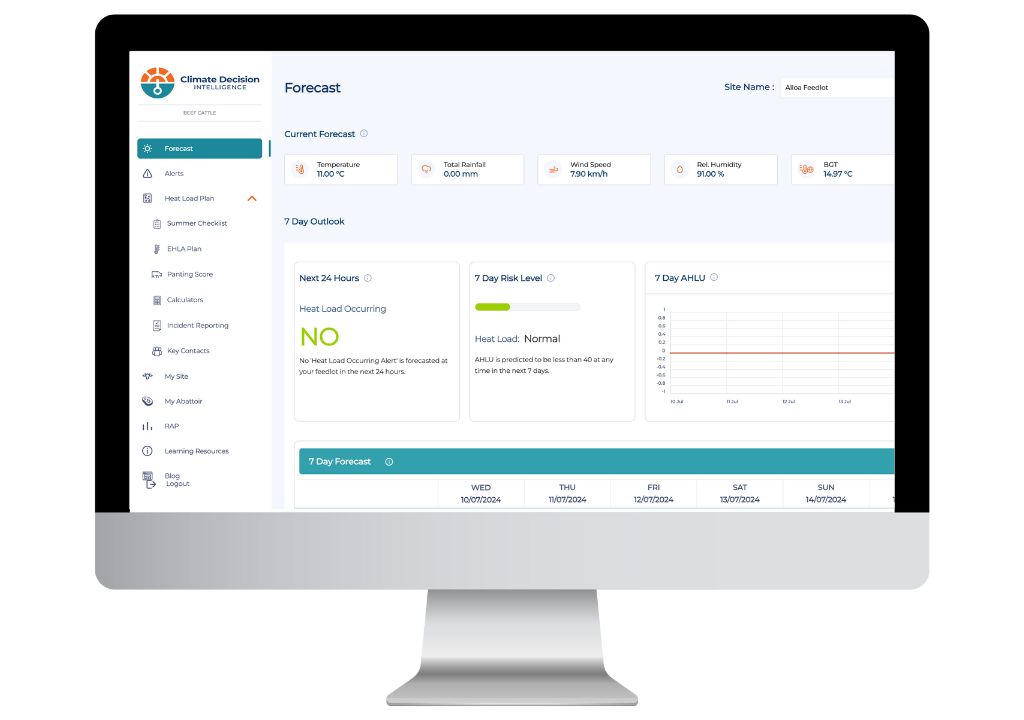 Climate Decision
INTELLIGENCE
BEEF CATTLE
Forecast
Alerts
Heat Load Plan
Summer Checklist
EHLA Plan
Panting Score
Calculators
Incident Reporting
Key Contacts
My Site
My Abattoir
RAP
Learning Resources
Blog
Logout
Forecast
Site Name : Alloa Feedlot
Current Forecast
Temperature
11.00 °C
Total Rainfall
0.00 mm
Wind Speed
7.90 km/h
Rel. Humidity
91.00 %
BGT
14.97 °C
7 Day Outlook
Next 24 Hours
Heat Load Occurring
NO
No 'Heat Load Occurring Alert' is forecasted at
your feedlot in the next 24 hours.
7 Day Risk Level
Heat Load: Normal
AHLU is predicted to be less than 40 at any
time in the next 7 days.
7 Day AHLU
1
0.8
0.6
0.4
0.2
0
-0.2
-0.4
-0.6
-0.8
-1
10 Jul 11 Jul 12 Jul 13 Jul
7 Day Forecast
WED THU FRI SAT SUN
10/07/2024 11/07/2024 12/07/2024 13/07/2024 14/07/2024